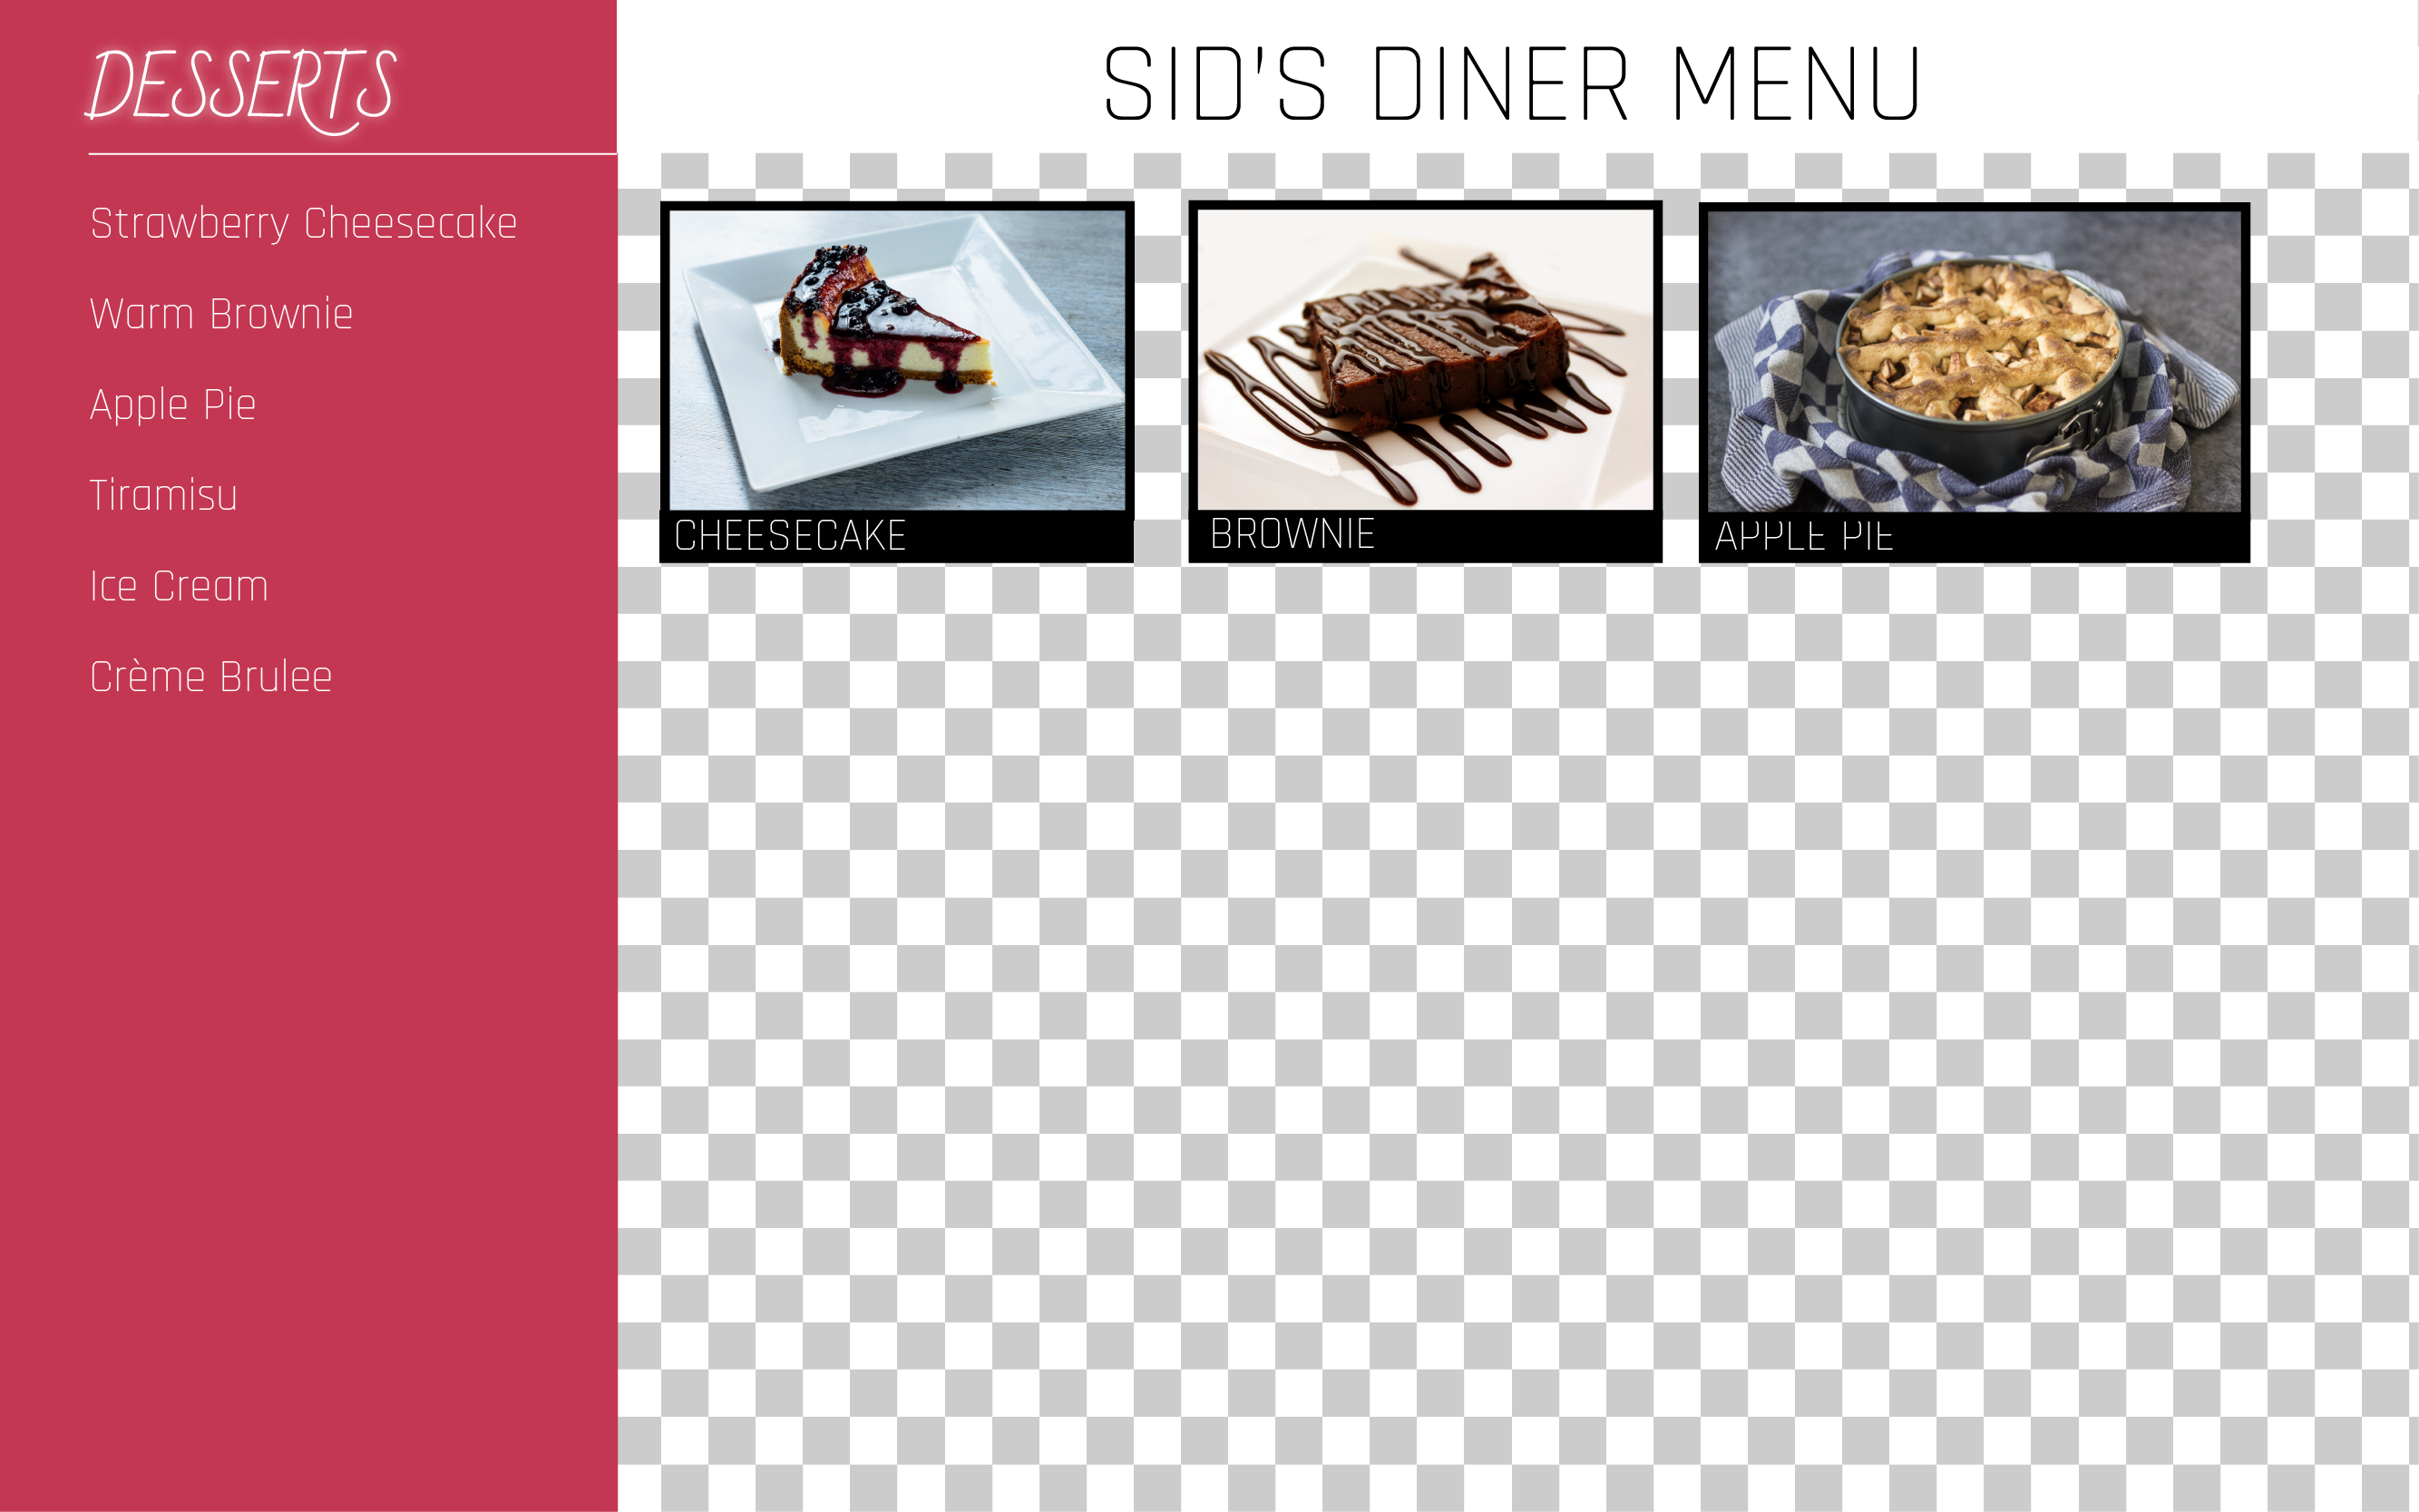 DESSERTS
SID'S DINER MENU
Strawberry Cheesecake
Warm Brownie
Apple Pie
Tiramisu
Ice Cream
Crème Brulee
CHEESECAKE
BROWNIE
APPLE PIE